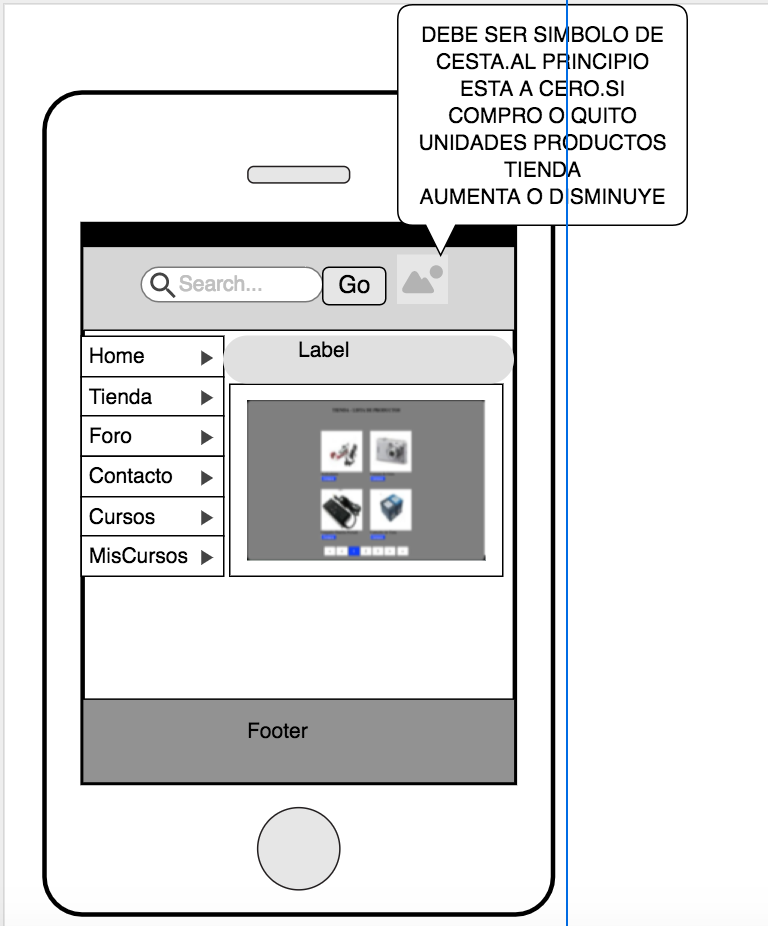 DEBE SER SIMBOLO DE
CESTA.AL PRINCIPIO
ESTA A CERO.SI
COMPRO O QUITO
UNIDADES PRODUCTOS
TIENDA
AUMENTA O DISMINUYE
Search...
Go
Home
Label
Tienda
Foro
Contacto
Cursos
MisCursos
Footer